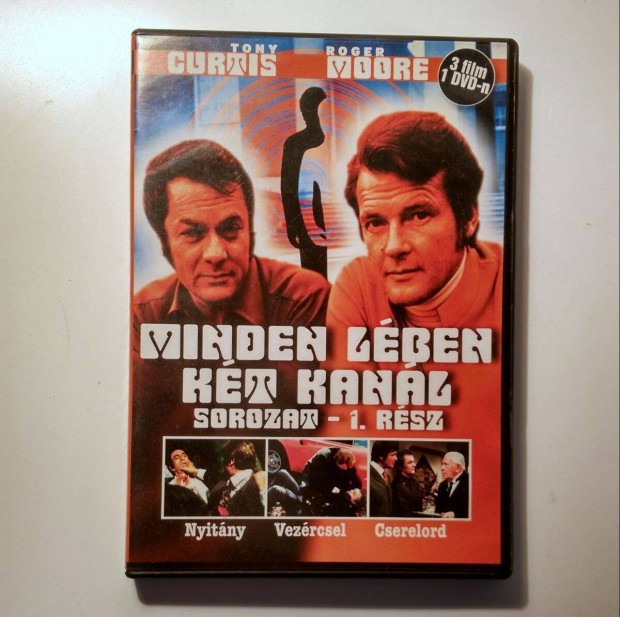 TONY
CURTIS
ROGER
MOORE
3 film
1 DVD-n
MINDEN LÉBEN
KÉT KANÁL
SOROZAT - 1. RÉSZ
Nyitány Vezércsel Cserelord